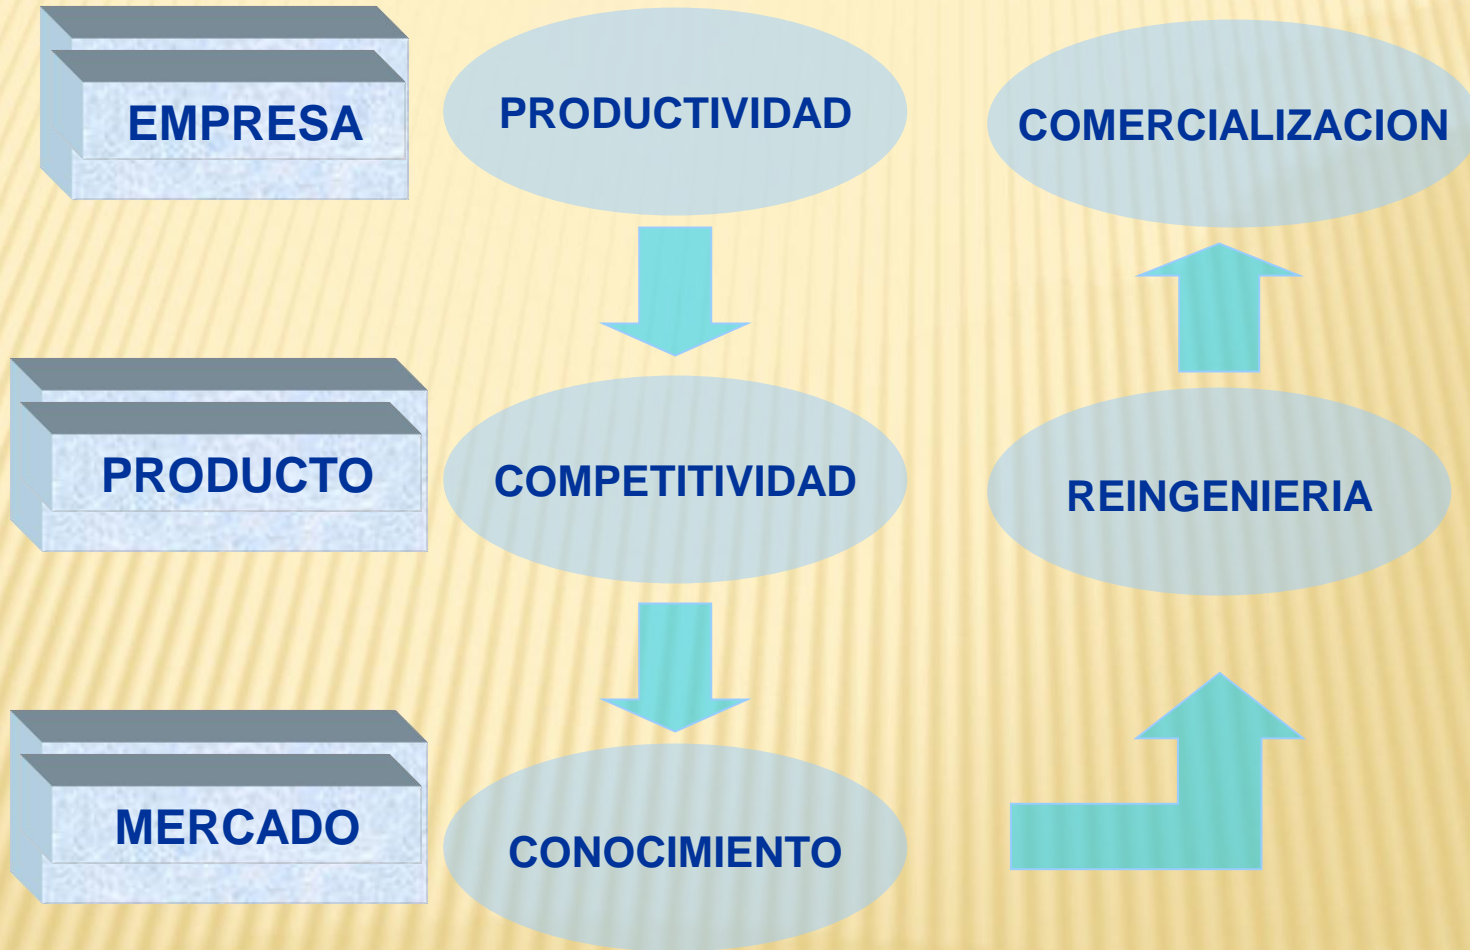 EMPRESA
PRODUCTIVIDAD
COMERCIALIZACION
PRODUCTO
COMPETITIVIDAD
REINGENIERIA
MERCADO
CONOCIMIENTO